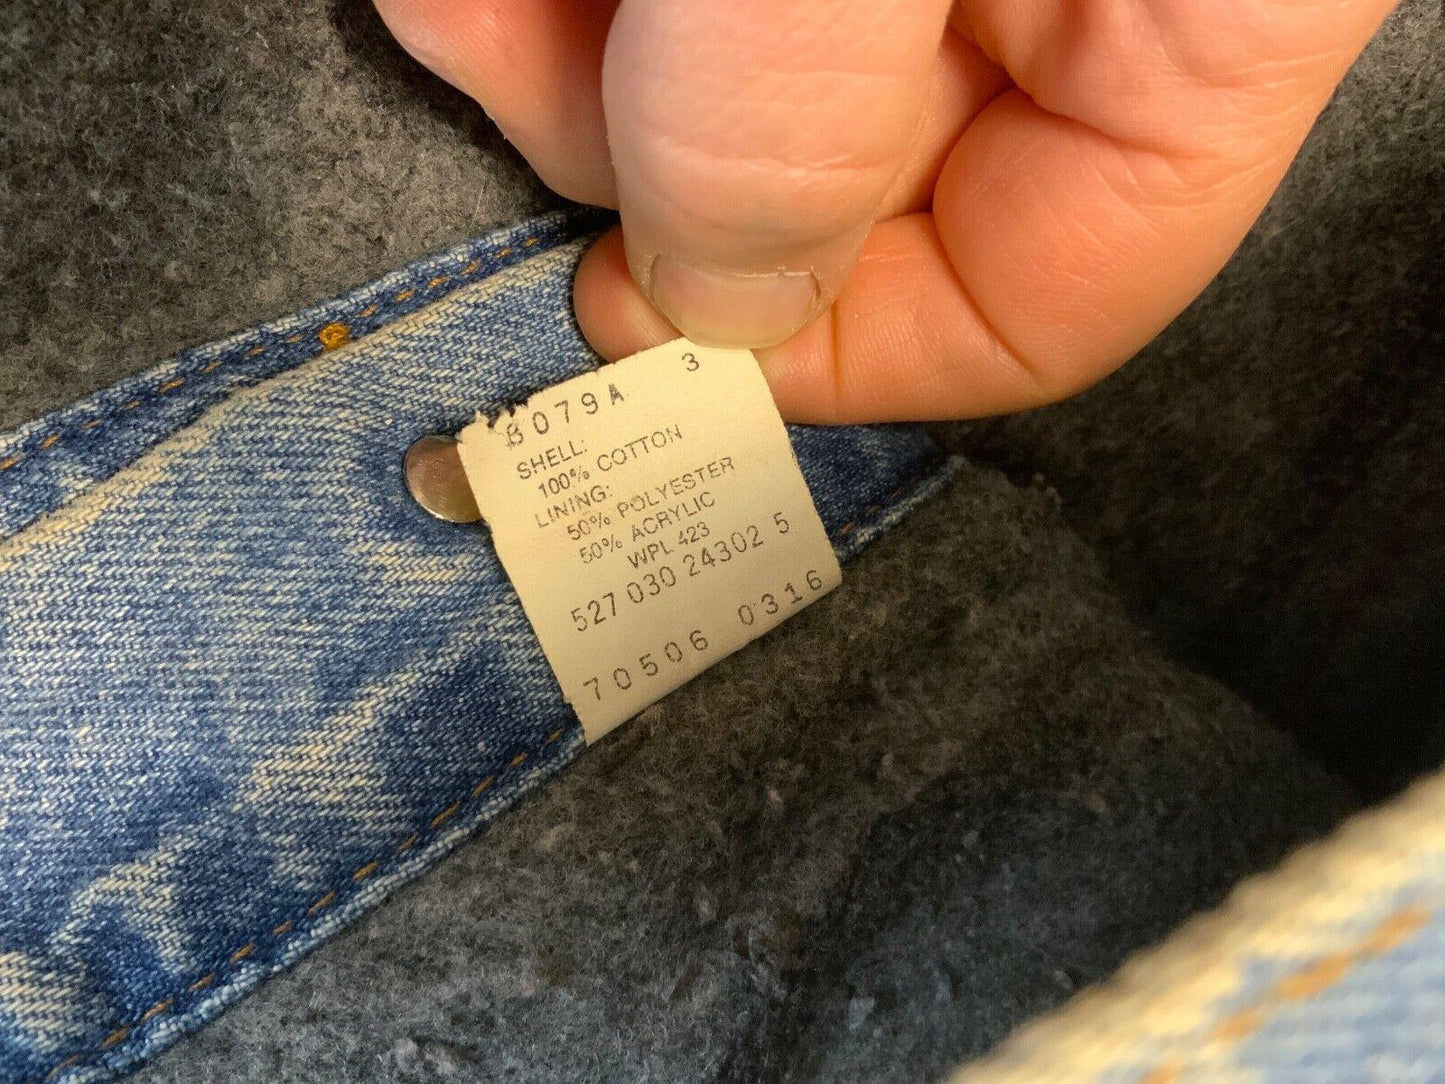 3
B079A
SHELL:
100% COTTON
LINING:
50% POLYESTER
50% ACRYLIC
WPL 423
527 030 24302 5
70506 0316